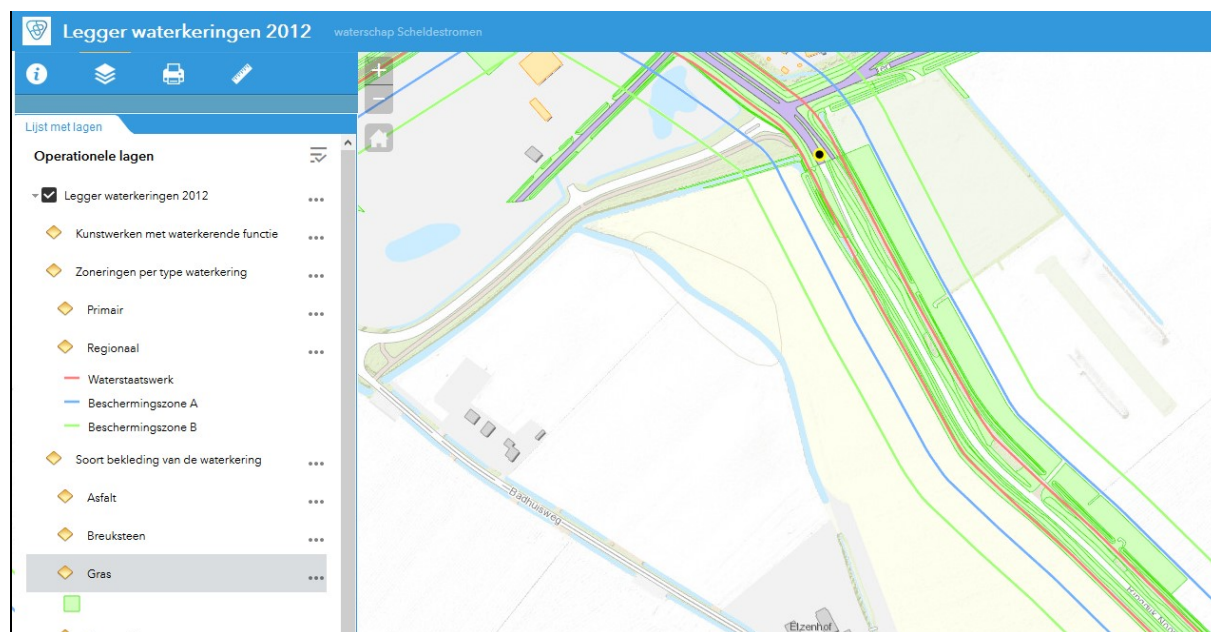 Legger waterkeringen 2012 waterschap Scheldestromen
Lijst met lagen
Operationele lagen
Legger waterkeringen 2012
Kunstwerken met waterkerende functie
Zoneringen per type waterkering
Primair
Regionaal
Waterstaatswerk
Beschermingszone A
Beschermingszone B
Soort bekleding van de waterkering
Asfalt
Breuksteen
Gras
Badhuisweg
Elzenhof